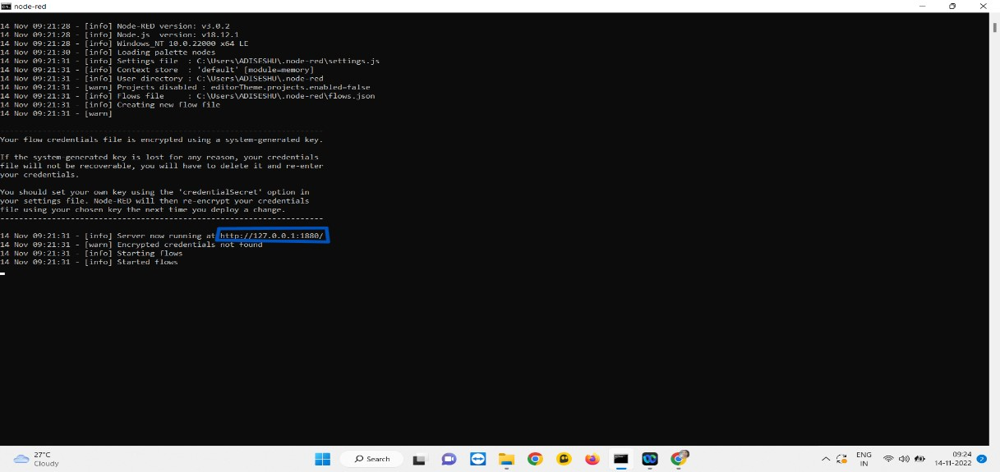 node-red
14 Nov 09:21:28 - [info] Node-RED version: v3.0.2
14 Nov 09:21:28 - [info] Node.js  version: v18.12.1
14 Nov 09:21:28 - [info] Windows_NT 10.0.22000 x64 LE
14 Nov 09:21:30 - [info] Loading palette nodes
14 Nov 09:21:31 - [info] Settings file  : C:\Users\ADISESHU\.node-red\settings.js
14 Nov 09:21:31 - [info] Context store  : 'default' [module=memory]
14 Nov 09:21:31 - [info] User directory : C:\Users\ADISESHU\.node-red
14 Nov 09:21:31 - [warn] Projects disabled : editorTheme.projects.enabled=false
14 Nov 09:21:31 - [info] Flows file     : C:\Users\ADISESHU\.node-red\flows.json
14 Nov 09:21:31 - [info] Creating new flow file
14 Nov 09:21:31 - [warn]
---------------------------------------------------------------------
Your flow credentials file is encrypted using a system-generated key.
If the system-generated key is lost for any reason, your credentials
file will not be recoverable, you will have to delete it and re-enter
your credentials.
You should set your own key using the 'credentialSecret' option in
your settings file. Node-RED will then re-encrypt your credentials
file using your chosen key the next time you deploy a change.
---------------------------------------------------------------------
14 Nov 09:21:31 - [info] Server now running at http://127.0.0.1:1880/
14 Nov 09:21:31 - [warn] Encrypted credentials not found
14 Nov 09:21:31 - [info] Starting flows
14 Nov 09:21:31 - [info] Started flows
27°C
Cloudy
Search
ENG
IN
09:24
14-11-2022
2